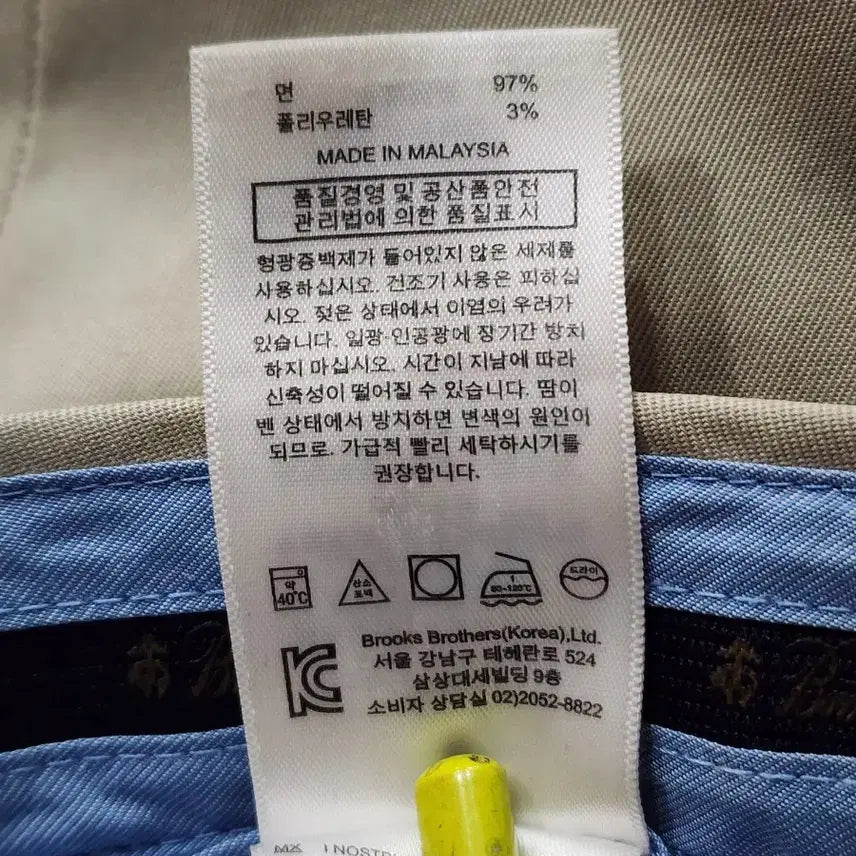 면 97%
폴리우레탄 3%
MADE IN MALAYSIA
품질경영 및 공산품안전
관리법에 의한 품질표시
형광증백제가 들어있지 않은 세제를
사용하십시오. 건조기 사용은 피하십
시오. 젖은 상태에서 이염의 우려가
있습니다. 일광·인공광에 장기간 방치
하지 마십시오. 시간이 지남에 따라
신축성이 떨어질 수 있습니다. 땀이
밴 상태에서 방치하면 변색의 원인이
되므로. 가급적 빨리 세탁하시기를
권장합니다.
약 40℃ 산소 표백 1 80~120℃ 드라이
Brooks Brothers(Korea),Ltd.
서울 강남구 테헤란로 524
삼상대세빌딩 9층
소비자 상담실 02)2052-8822